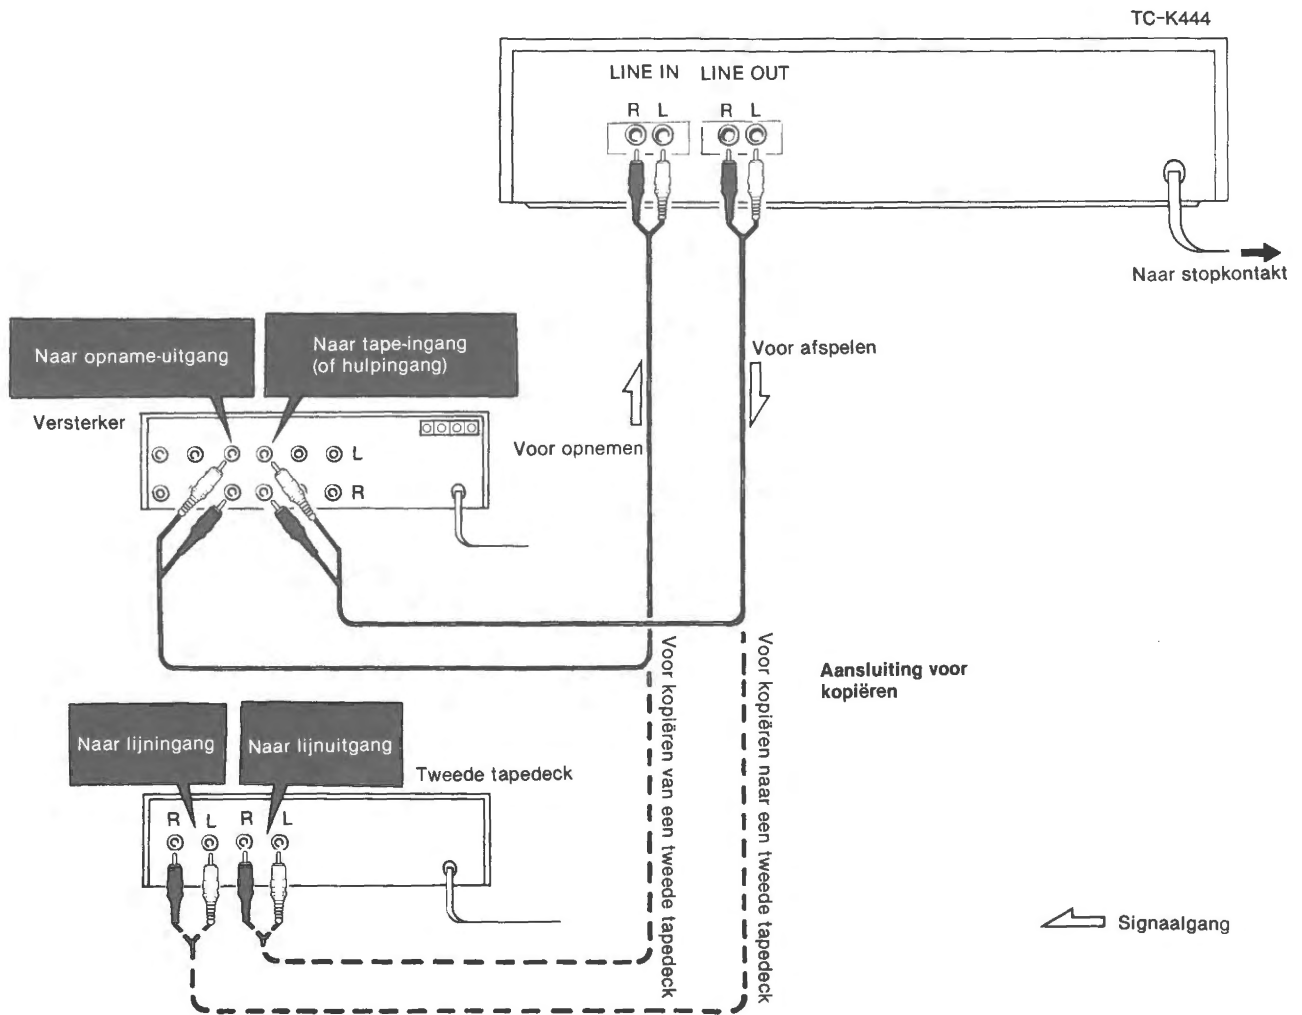 TC-K444
LINE IN LINE OUT
R L R L
Naar stopkontakt
Naar opname-uitgang
Naar tape-ingang
(of hulpingang)
Voor afspelen
Versterker
Voor opnemen
L
R
Voor kopiëren van een tweede tapedeck
Voor kopiëren naar een tweede tapedeck
Aansluiting voor
kopiëren
Naar lijningang
Naar lijnuitgang
Tweede tapedeck
R L R L
Signaalgang